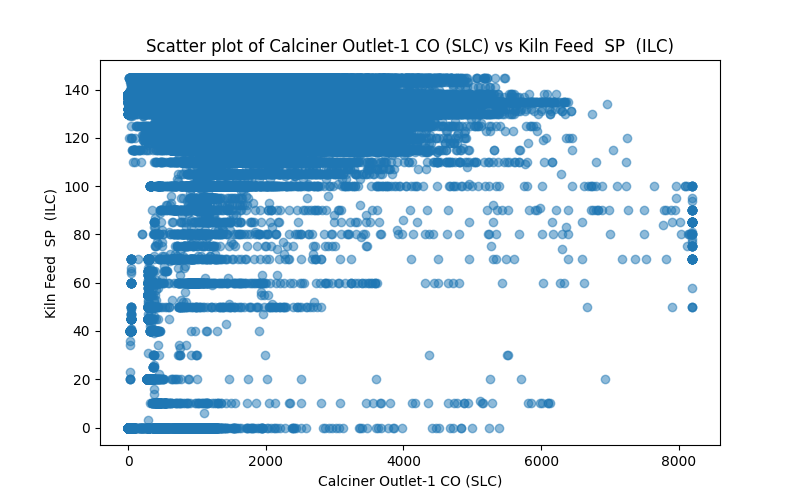 Scatter plot of Calciner Outlet-1 CO (SLC) vs Kiln Feed  SP  (ILC)
Kiln Feed  SP  (ILC)
140
120
100
80
60
40
20
0
0 2000 4000 6000 8000
Calciner Outlet-1 CO (SLC)